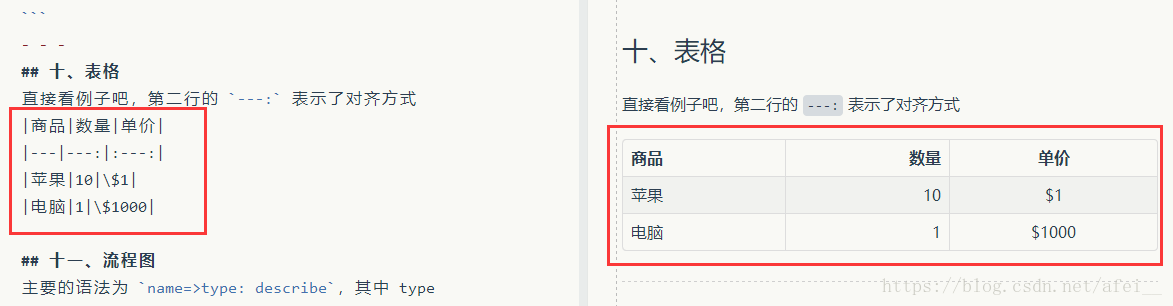 ```
- - -
## 十、表格
直接看例子吧，第二行的 `---:` 表示了对齐方式
|商品|数量|单价|
|---|---:|:---:|
|苹果|10|\$1|
|电脑|1|\$1000|
## 十一、流程图
主要的语法为 `name=>type: describe`，其中 type
十、表格
直接看例子吧，第二行的 ---: 表示了对齐方式
商品 数量 单价
苹果 10 $1
电脑 1 $1000
https://blog.csdn.net/afei__